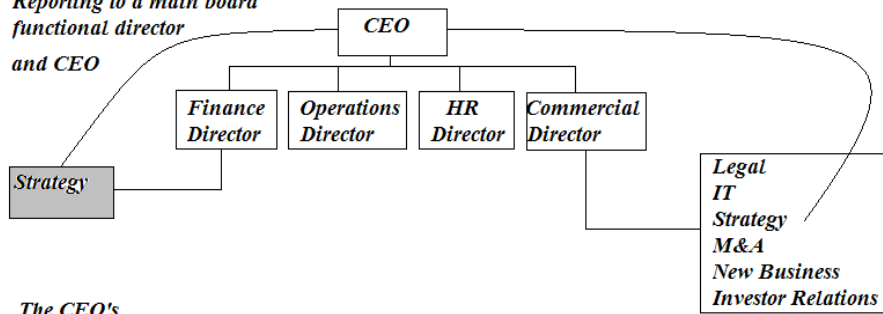 Reporting to a main board
functional director
and CEO
CEO
Finance
Director
Operations
Director
HR
Director
Commercial
Director
Strategy
Legal
IT
Strategy
M&A
New Business
Investor Relations
The CEO's